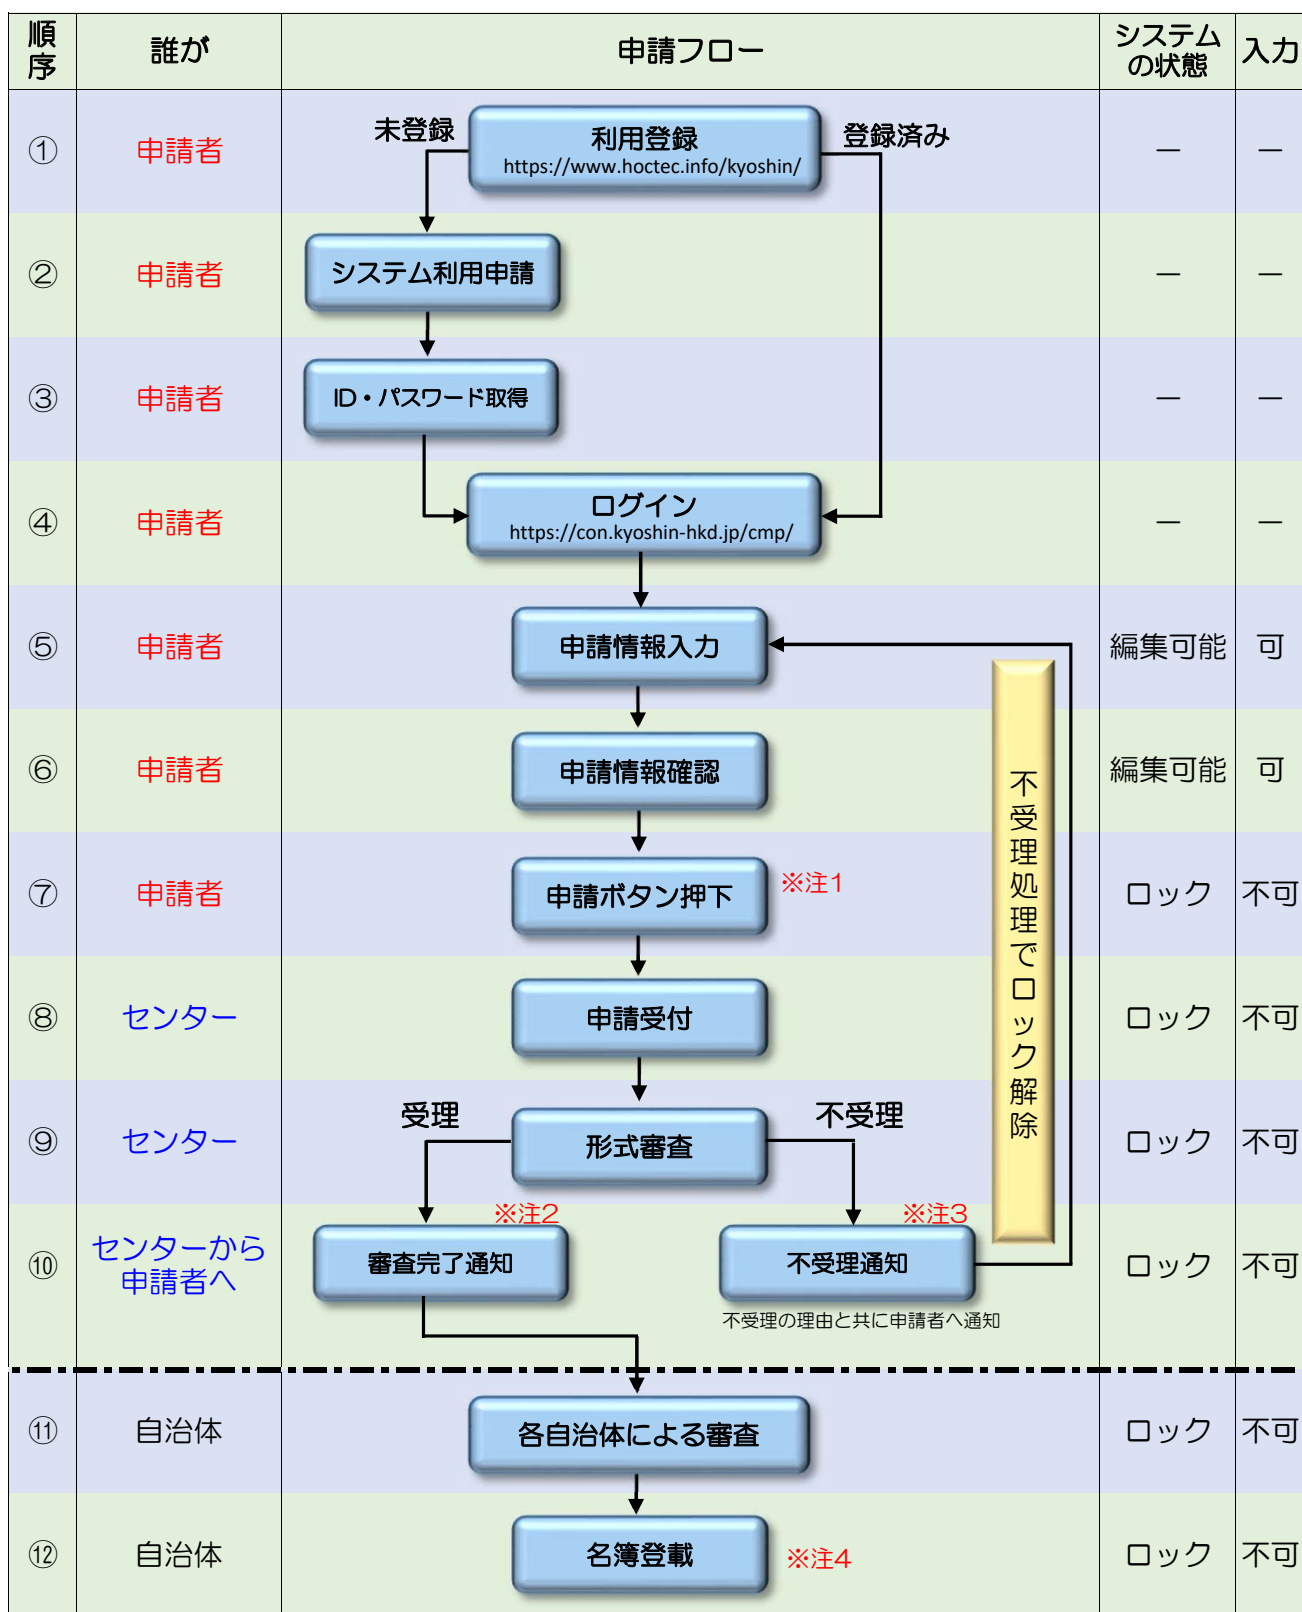 順序 誰が 申請フロー システムの状態 入力
① 申請者 未登録 利用登録 登録済み － －
https://www.hoctec.info/kyoshin/
② 申請者 システム利用申請 － －
③ 申請者 ID・パスワード取得 － －
④ 申請者 ログイン － －
https://con.kyoshin-hkd.jp/cmp/
⑤ 申請者 申請情報入力 編集可能 可
⑥ 申請者 申請情報確認 編集可能 可
不受理処理でロック解除
⑦ 申請者 申請ボタン押下 ※注1 ロック 不可
⑧ センター 申請受付 ロック 不可
⑨ センター 受理 形式審査 不受理 ロック 不可
※注2 ※注3
⑩ センターから申請者へ 審査完了通知 不受理通知 ロック 不可
不受理の理由と共に申請者へ通知
⑪ 自治体 各自治体による審査 ロック 不可
⑫ 自治体 名簿登載 ※注4 ロック 不可